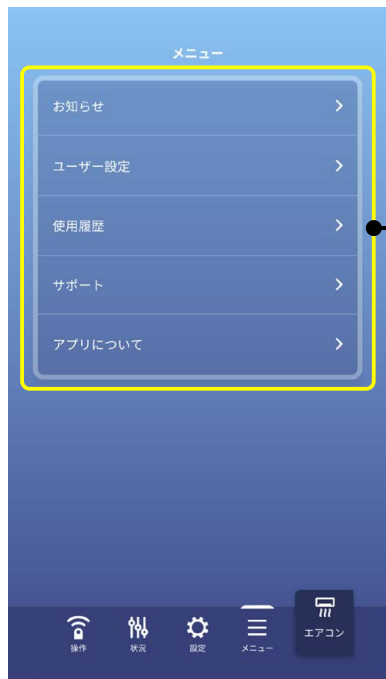 メニュー
お知らせ
ユーザー設定
使用履歴
サポート
アプリについて
操作
状況
設定
メニュー
エアコン